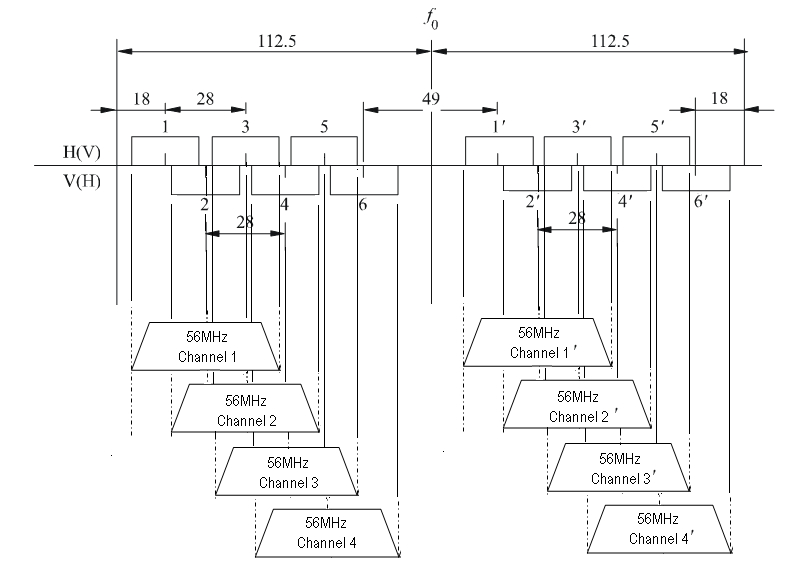 f0
112.5 112.5
18 28 49 18
1 3 5 1′ 3′ 5′
H(V)
V(H)
2 4 6 2′ 4′ 6′
28 28
56MHz
Channel 1
56MHz
Channel 1′
56MHz
Channel 2
56MHz
Channel 2′
56MHz
Channel 3
56MHz
Channel 3′
56MHz
Channel 4
56MHz
Channel 4′